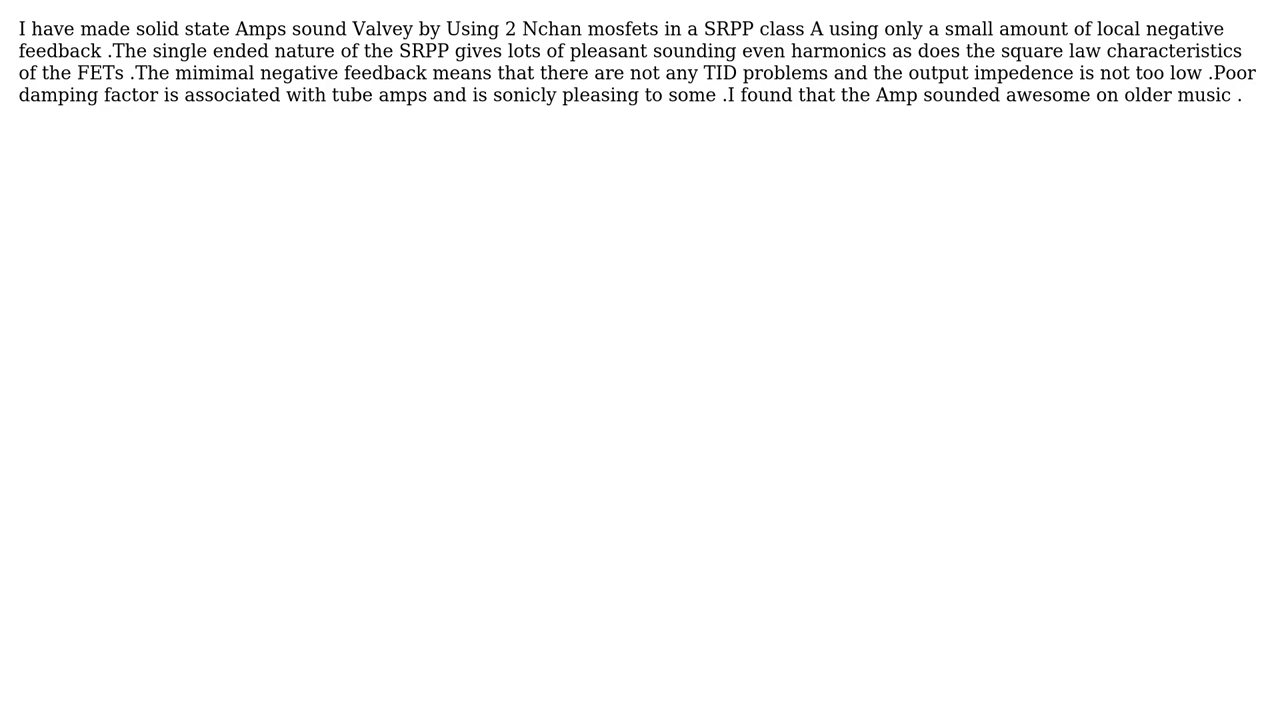 I have made solid state Amps sound Valvey by Using 2 Nchan mosfets in a SRPP class A using only a small amount of local negative
feedback .The single ended nature of the SRPP gives lots of pleasant sounding even harmonics as does the square law characteristics
of the FETs .The mimimal negative feedback means that there are not any TID problems and the output impedence is not too low .Poor
damping factor is associated with tube amps and is sonicly pleasing to some .I found that the Amp sounded awesome on older music .